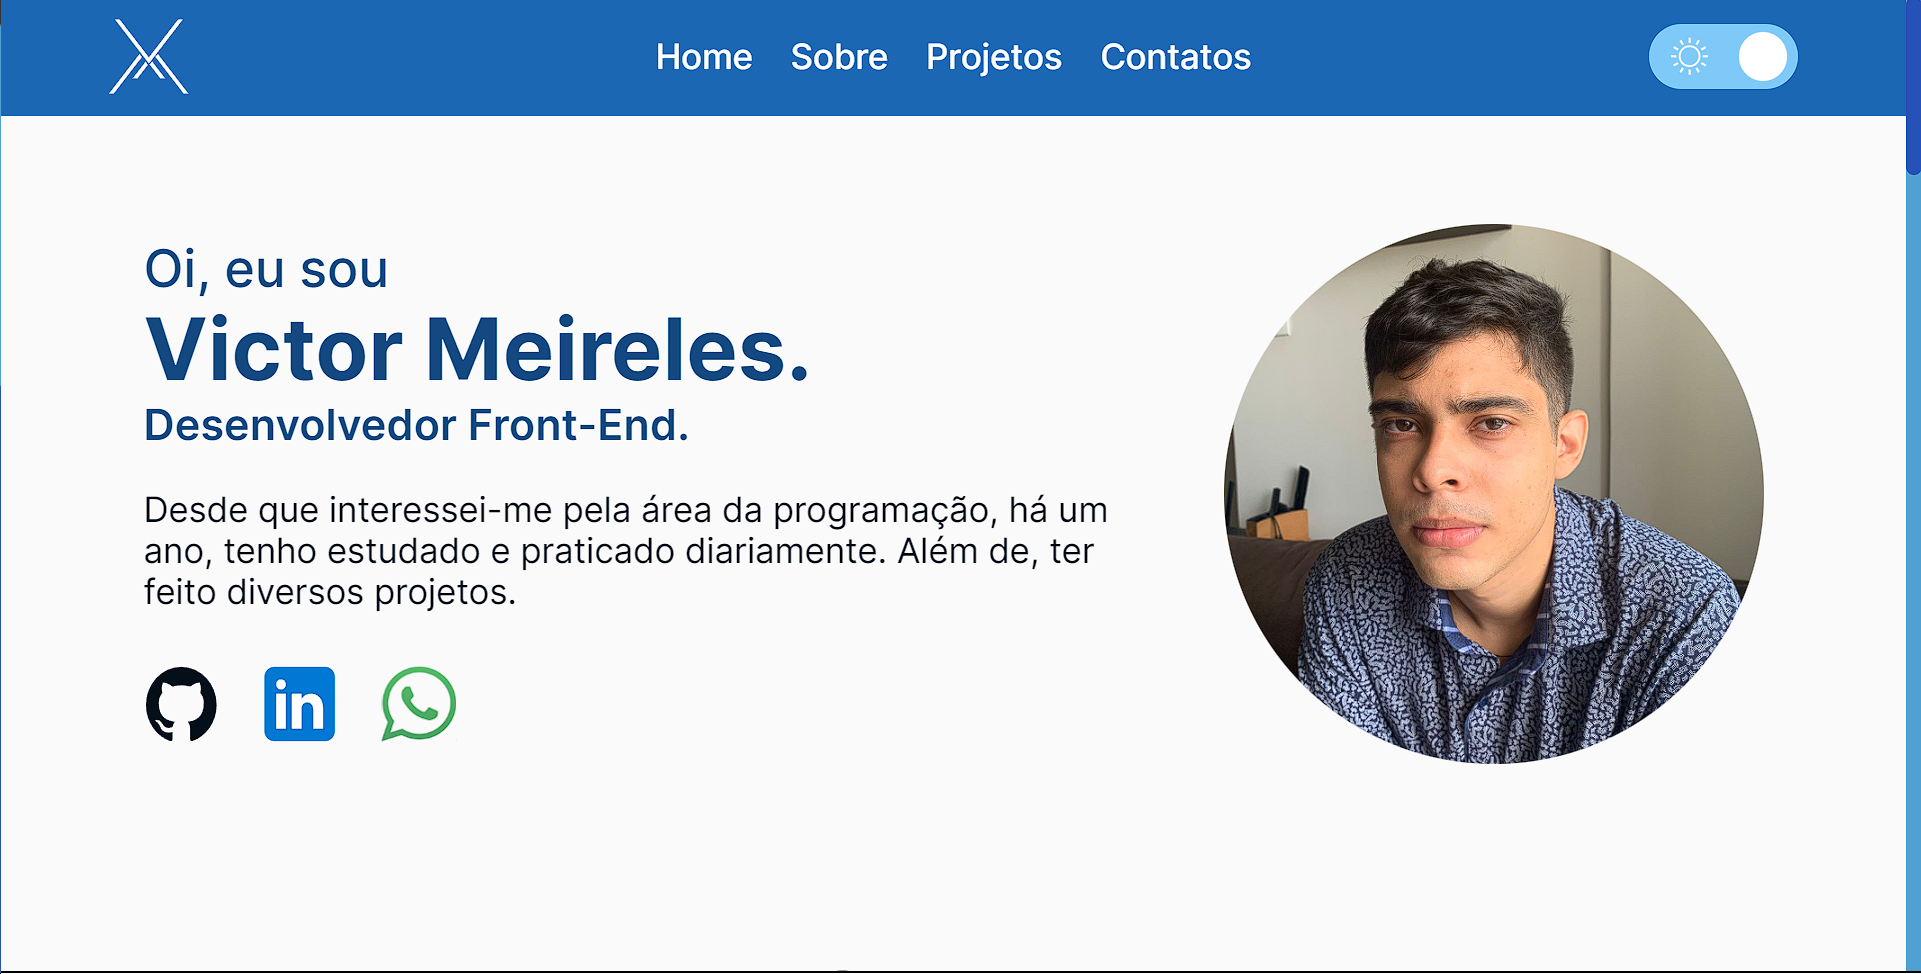 Home Sobre Projetos Contatos
Oi, eu sou
Victor Meireles.
Desenvolvedor Front-End.
Desde que interessei-me pela área da programação, há um
ano, tenho estudado e praticado diariamente. Além de, ter
feito diversos projetos.
in